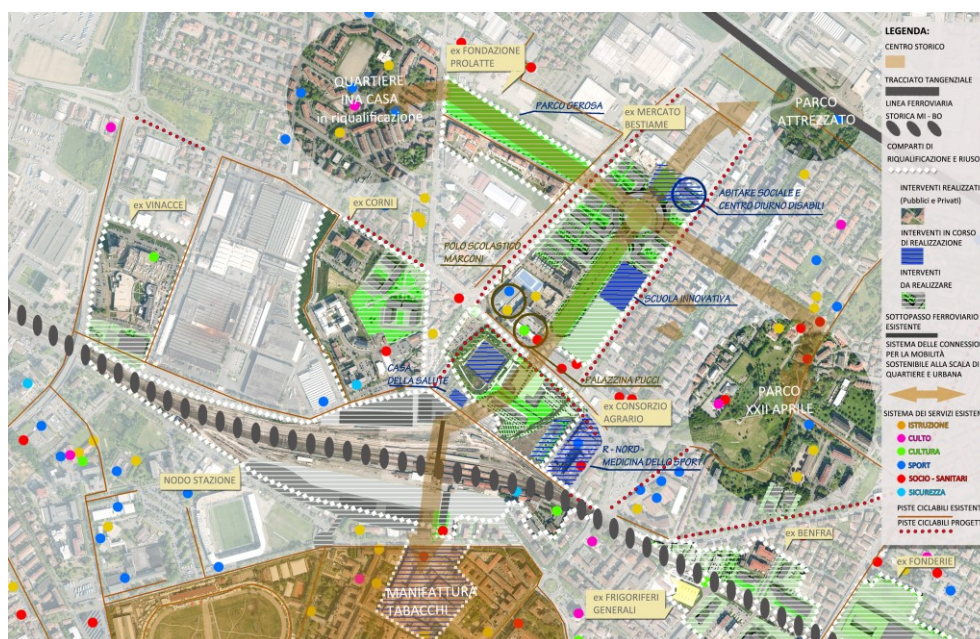 ex FONDAZIONE
PROLATTE
QUARTIERE
INA CASA
in riqualificazione
PARCO GEROSA
ex MERCATO
BESTIAME
PARCO
ATTREZZATO
ABITARE SOCIALE E
CENTRO DIURNO DISABILI
ex VINACCE
ex CORNI
POLO SCOLASTICO
MARCONI
SCUOLA INNOVATIVA
CASA
DELLA SALUTE
PALAZZINA PUCCI
ex CONSORZIO
AGRARIO
PARCO
XXII APRILE
R - NORD -
MEDICINA DELLO SPORT
NODO STAZIONE
MANIFATTURA
TABACCHI
ex FRIGORIFERI
GENERALI
ex BENFRA
ex FONDERIE
LEGENDA:
CENTRO STORICO
TRACCIATO TANGENZIALE
LINEA FERROVIARIA
STORICA MI - BO
COMPARTI DI
RIQUALIFICAZIONE E RIUSO
INTERVENTI REALIZZATI
(Pubblici e Privati)
INTERVENTI IN CORSO
DI REALIZZAZIONE
INTERVENTI
DA REALIZZARE
SOTTOPASSO FERROVIARIO
ESISTENTE
SISTEMA DELLE CONNESSION
PER LA MOBILITÀ
SOSTENIBILE ALLA SCALA DI
QUARTIERE E URBANA
SISTEMA DEI SERVIZI ESISTEN
ISTRUZIONE
CULTO
CULTURA
SPORT
SOCIO - SANITARI
SICUREZZA
PISTE CICLABILI ESISTENT
PISTE CICLABILI PROGETT